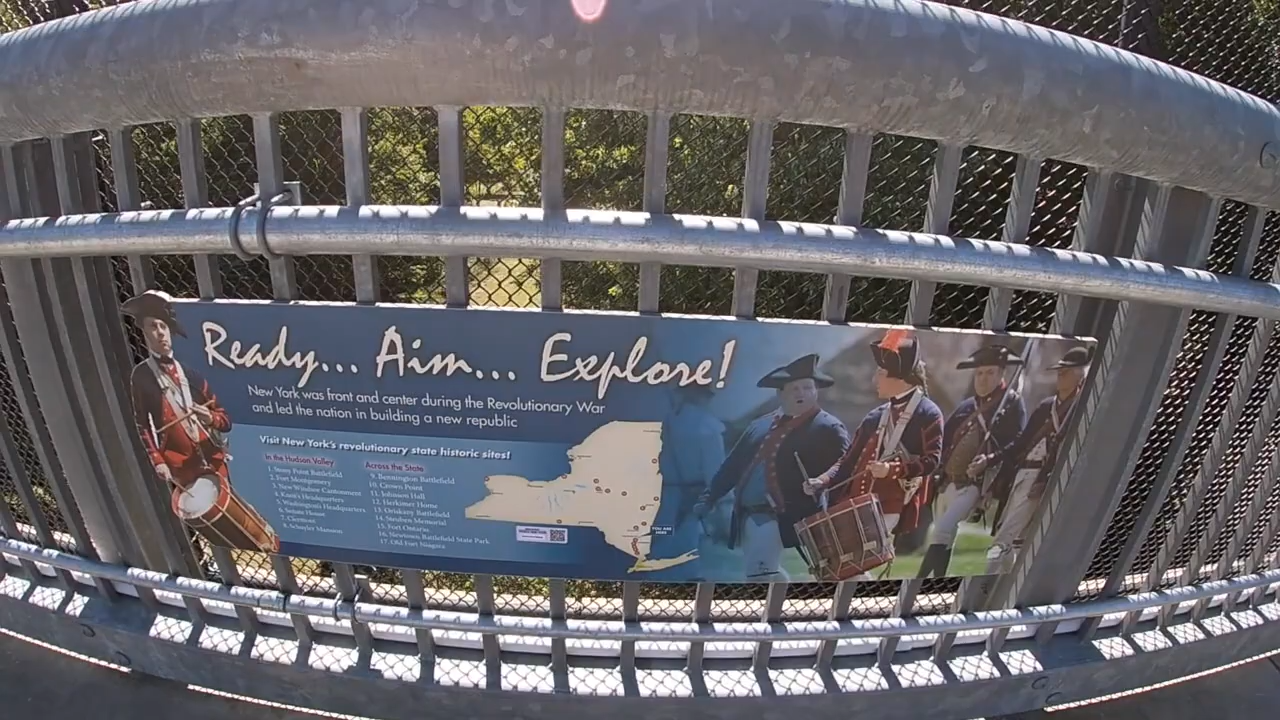 Ready... Aim... Explore!
New York was front and center during the Revolutionary War
and led the nation in building a new republic
Visit New York's revolutionary state historic sites!
In the Hudson Valley
1. Stony Point Battlefield
2. Fort Montgomery
3. New Windsor Cantonment
4. Knox's Headquarters
5. Washington's Headquarters
6. Senate House
7. Clermont
8. Schuyler Mansion
Across the State
9. Bennington Battlefield
10. Crown Point
11. Johnson Hall
12. Herkimer Home
13. Oriskany Battlefield
14. Steuben Memorial
15. Fort Ontario
16. Newtown Battlefield State Park
17. Old Fort Niagara
YOU ARE
HERE